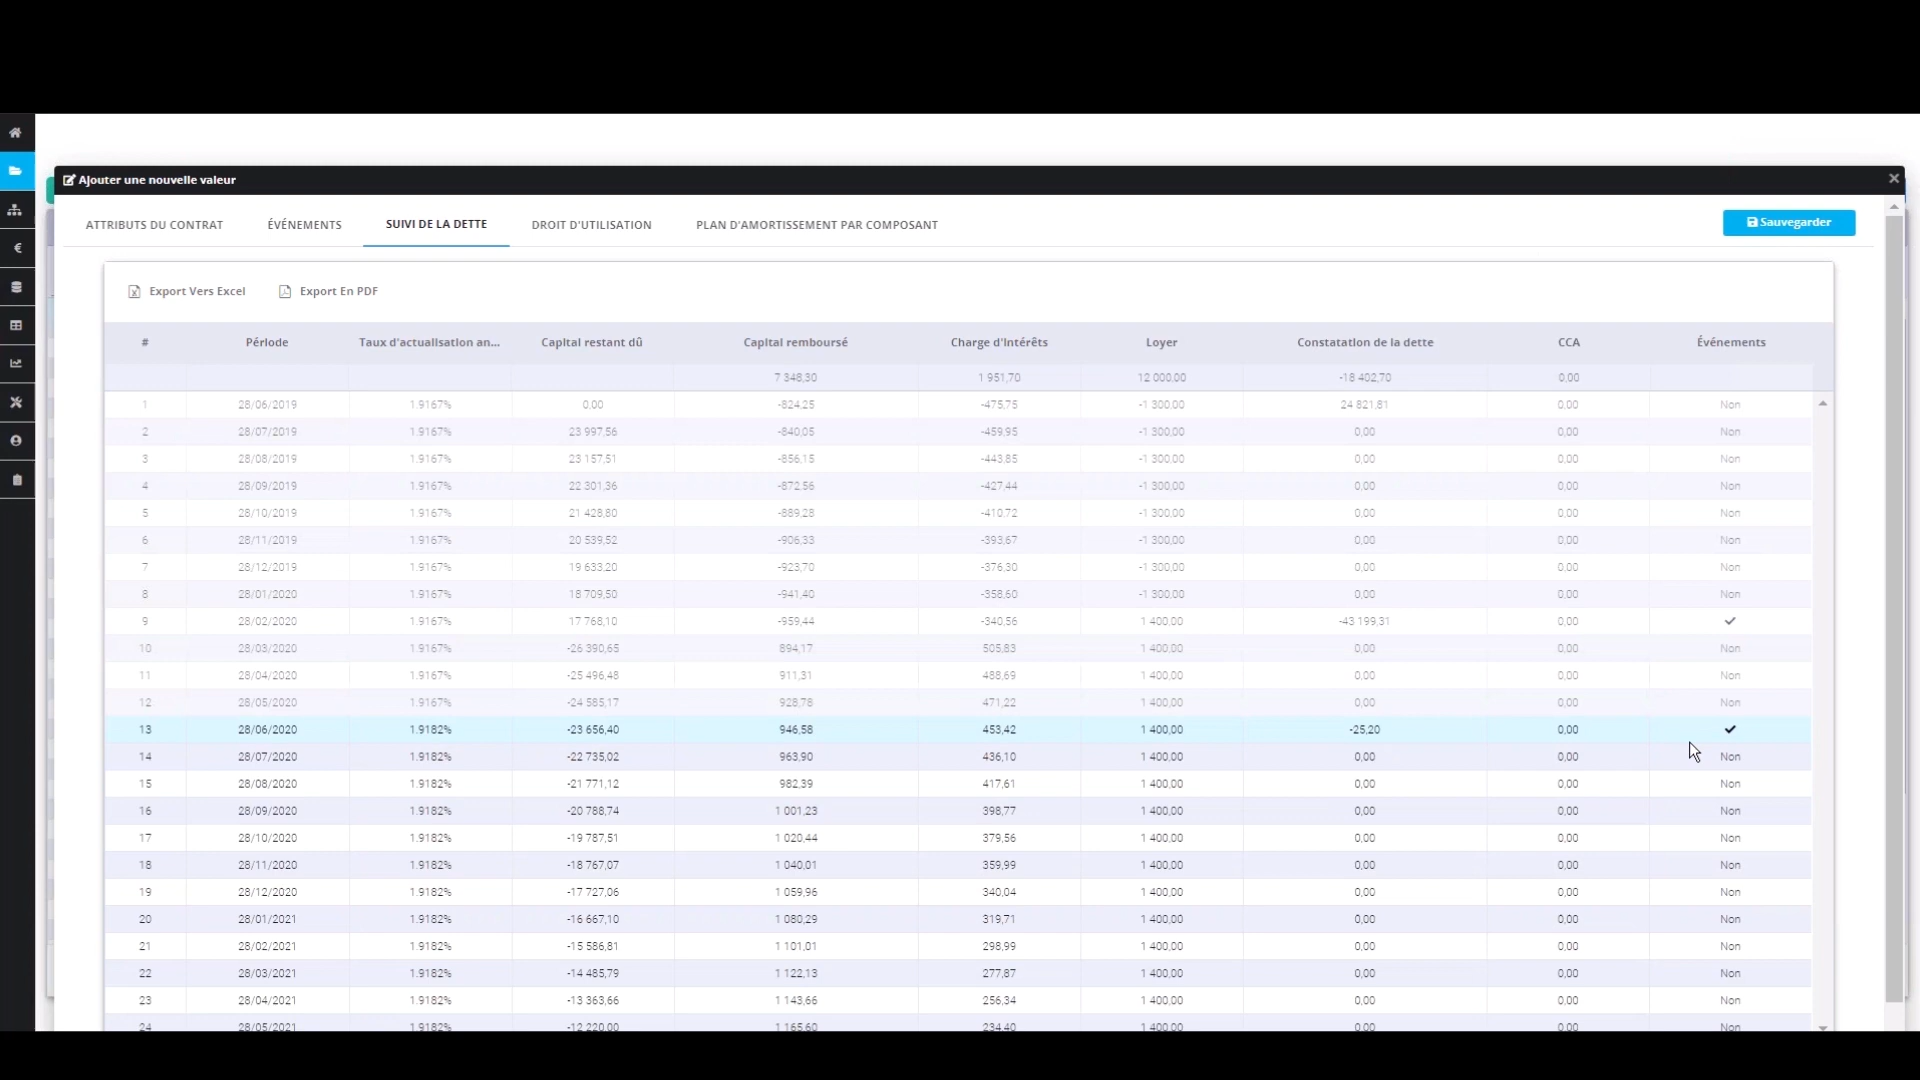 Ajouter une nouvelle valeur
ATTRIBUTS DU CONTRAT ÉVÉNEMENTS SUIVI DE LA DETTE DROIT D'UTILISATION PLAN D'AMORTISSEMENT PAR COMPOSANT Sauvegarder
Export Vers Excel Export En PDF
# Période Taux d'actualisation an... Capital restant dû Capital remboursé Charge d'intérêts Loyer Constatation de la dette CCA Événements
7 348,30 1 951,70 12 000,00 -18 402,70 0,00
1 28/06/2019 1.9167% 0,00 -824,25 -475,75 -1 300,00 24 821,81 0,00 Non
2 28/07/2019 1.9167% 23 997,56 -840,05 -459,95 -1 300,00 0,00 0,00 Non
3 28/08/2019 1.9167% 23 157,51 -856,15 -443,85 -1 300,00 0,00 0,00 Non
4 28/09/2019 1.9167% 22 301,36 -872,56 -427,44 -1 300,00 0,00 0,00 Non
5 28/10/2019 1.9167% 21 428,80 -889,28 -410,72 -1 300,00 0,00 0,00 Non
6 28/11/2019 1.9167% 20 539,52 -906,33 -393,67 -1 300,00 0,00 0,00 Non
7 28/12/2019 1.9167% 19 633,20 -923,70 -376,30 -1 300,00 0,00 0,00 Non
8 28/01/2020 1.9167% 18 709,50 -941,40 -358,60 -1 300,00 0,00 0,00 Non
9 28/02/2020 1.9167% 17 768,10 -959,44 -340,56 1 400,00 -43 199,31 0,00
10 28/03/2020 1.9167% -26 390,65 894,17 505,83 1 400,00 0,00 0,00 Non
11 28/04/2020 1.9167% -25 496,48 911,31 488,69 1 400,00 0,00 0,00 Non
12 28/05/2020 1.9167% -24 585,17 928,78 471,22 1 400,00 0,00 0,00 Non
13 28/06/2020 1.9182% -23 656,40 946,58 453,42 1 400,00 -25,20 0,00
14 28/07/2020 1.9182% -22 735,02 963,90 436,10 1 400,00 0,00 0,00 Non
15 28/08/2020 1.9182% -21 771,12 982,39 417,61 1 400,00 0,00 0,00 Non
16 28/09/2020 1.9182% -20 788,74 1 001,23 398,77 1 400,00 0,00 0,00 Non
17 28/10/2020 1.9182% -19 787,51 1 020,44 379,56 1 400,00 0,00 0,00 Non
18 28/11/2020 1.9182% -18 767,07 1 040,01 359,99 1 400,00 0,00 0,00 Non
19 28/12/2020 1.9182% -17 727,06 1 059,96 340,04 1 400,00 0,00 0,00 Non
20 28/01/2021 1.9182% -16 667,10 1 080,29 319,71 1 400,00 0,00 0,00 Non
21 28/02/2021 1.9182% -15 586,81 1 101,01 298,99 1 400,00 0,00 0,00 Non
22 28/03/2021 1.9182% -14 485,79 1 122,13 277,87 1 400,00 0,00 0,00 Non
23 28/04/2021 1.9182% -13 363,66 1 143,66 256,34 1 400,00 0,00 0,00 Non
24 28/05/2021 1.9182% -12 220,00 1 165,60 234,40 1 400,00 0,00 0,00 Non